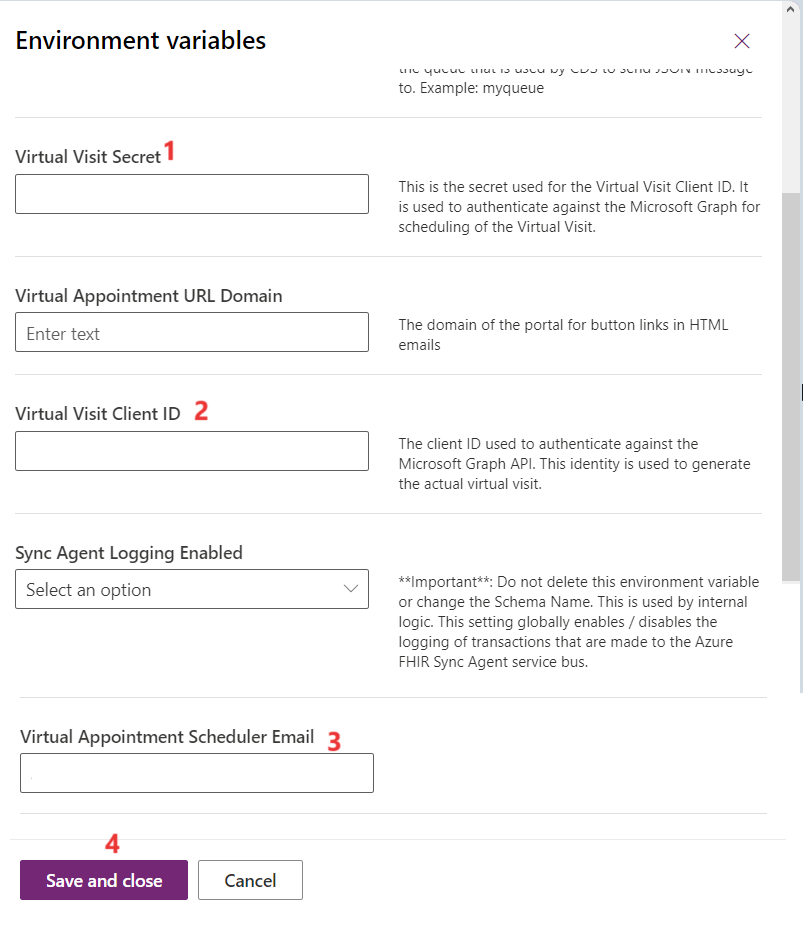 Environment variables
the queue that is used by CDS to send JSON message
to. Example: myqueue
Virtual Visit Secret 1
This is the secret used for the Virtual Visit Client ID. It
is used to authenticate against the Microsoft Graph for
scheduling of the Virtual Visit.
Virtual Appointment URL Domain
Enter text
The domain of the portal for button links in HTML
emails
Virtual Visit Client ID 2
The client ID used to authenticate against the
Microsoft Graph API. This identity is used to generate
the actual virtual visit.
Sync Agent Logging Enabled
Select an option
**Important**: Do not delete this environment variable
or change the Schema Name. This is used by internal
logic. This setting globally enables / disables the
logging of transactions that are made to the Azure
FHIR Sync Agent service bus.
Virtual Appointment Scheduler Email 3
4
Save and close
Cancel